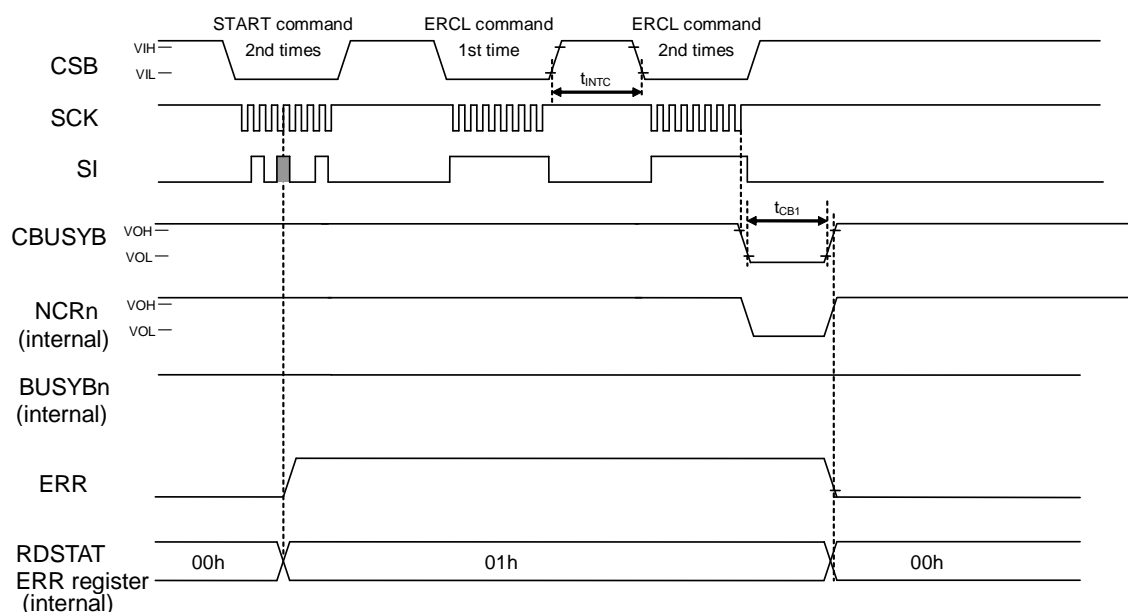 START command
2nd times
ERCL command
1st time
ERCL command
2nd times
CSB
VIH
VIL
tINTC
SCK
SI
tCB1
CBUSYB
VOH
VOL
NCRn
(internal)
VOH
VOL
BUSYBn
(internal)
ERR
RDSTAT
ERR register
(internal)
00h
01h
00h